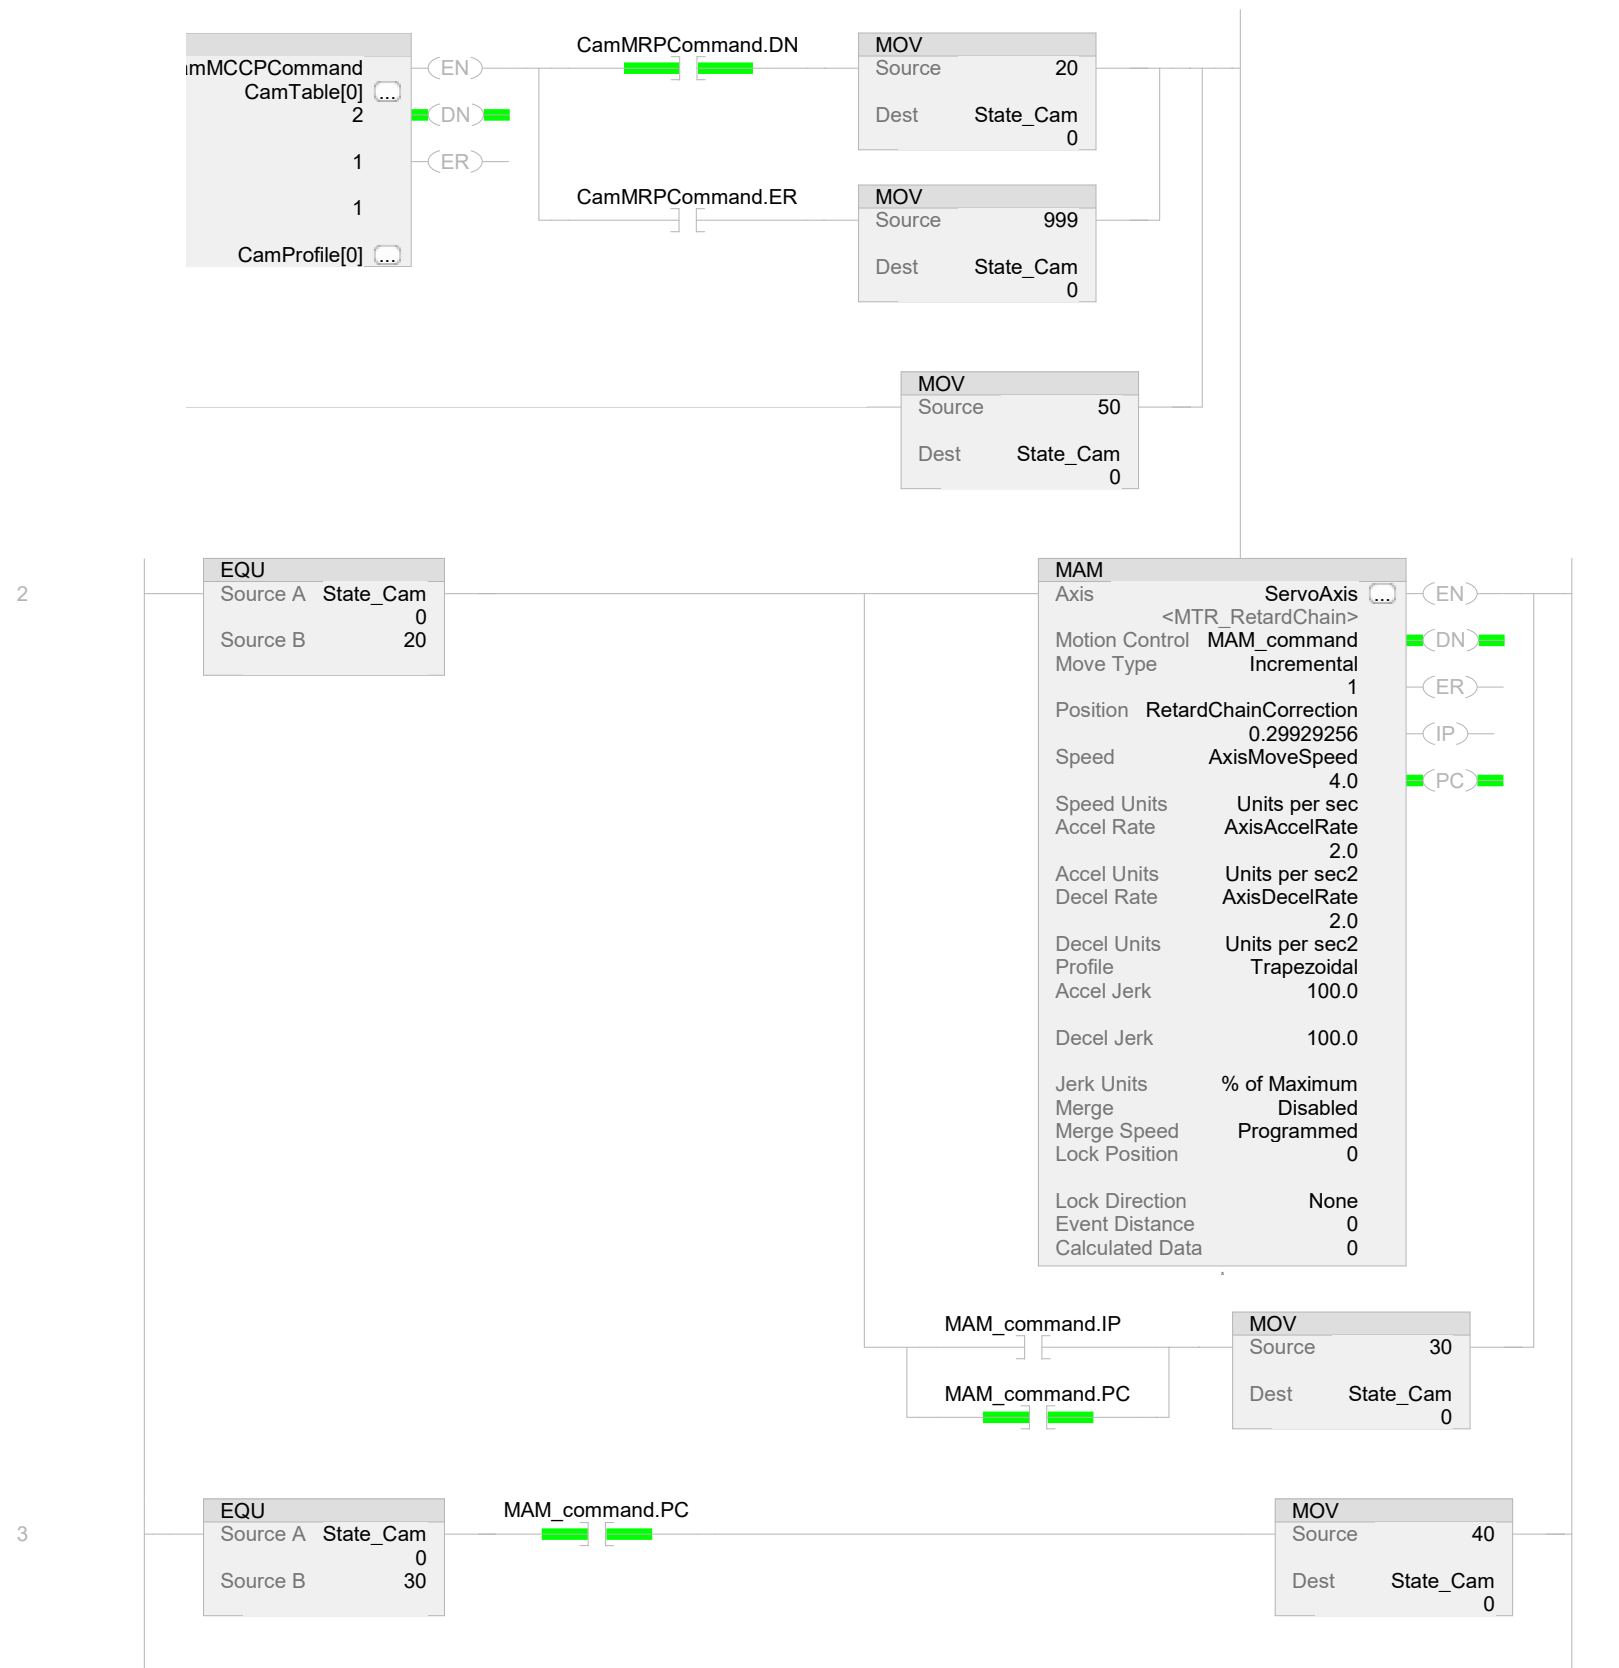 CamMRPCommand.DN
mMCCPCommand
EN
CamTable[0] ...
2
DN
1
ER
1
CamProfile[0] ...
MOV
Source 20
Dest State_Cam
0
CamMRPCommand.ER
MOV
Source 999
Dest State_Cam
0
MOV
Source 50
Dest State_Cam
0
2
EQU
Source A State_Cam
0
Source B 20
MAM
Axis ServoAxis ...
<MTR_RetardChain>
Motion Control MAM_command
Move Type Incremental
1
Position RetardChainCorrection
0.29929256
Speed AxisMoveSpeed
4.0
Speed Units Units per sec
Accel Rate AxisAccelRate
2.0
Accel Units Units per sec2
Decel Rate AxisDecelRate
2.0
Decel Units Units per sec2
Profile Trapezoidal
Accel Jerk 100.0
Decel Jerk 100.0
Jerk Units % of Maximum
Merge Disabled
Merge Speed Programmed
Lock Position 0
Lock Direction None
Event Distance 0
Calculated Data 0
EN
DN
ER
IP
PC
MAM_command.IP
MAM_command.PC
MOV
Source 30
Dest State_Cam
0
3
EQU
Source A State_Cam
0
Source B 30
MAM_command.PC
MOV
Source 40
Dest State_Cam
0